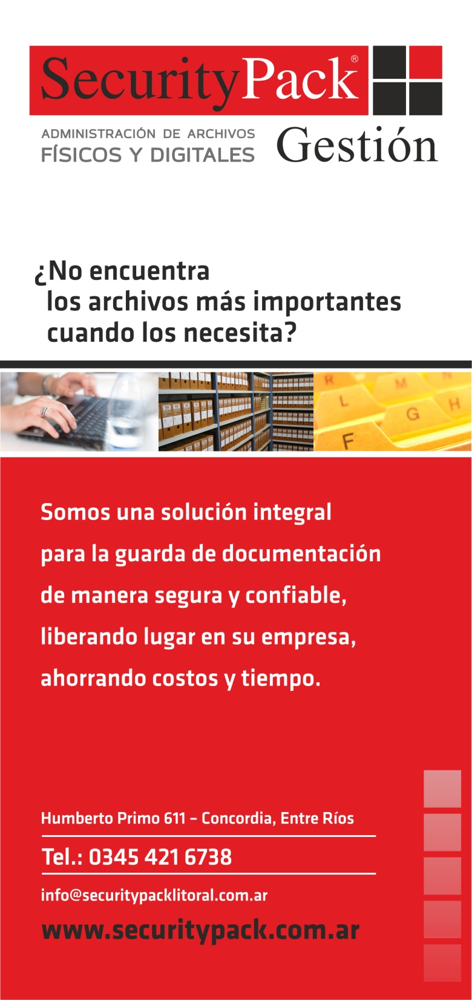 SecurityPack®
ADMINISTRACIÓN DE ARCHIVOS
FÍSICOS Y DIGITALES
Gestión
¿No encuentra
los archivos más importantes
cuando los necesita?
R
M
N
L
G
H
F
Somos una solución integral
para la guarda de documentación
de manera segura y confiable,
liberando lugar en su empresa,
ahorrando costos y tiempo.
Humberto Primo 611 – Concordia, Entre Ríos
Tel.: 0345 421 6738
info@securitypacklitoral.com.ar
www.securitypack.com.ar